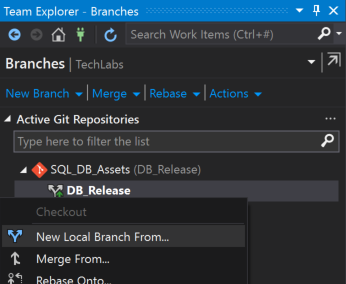 Team Explorer - Branches
Search Work Items (Ctrl+#)
Branches | TechLabs
New Branch | Merge | Rebase | Actions
Active Git Repositories
Type here to filter the list
SQL_DB_Assets (DB_Release)
DB_Release
Checkout
New Local Branch From...
Merge From...
Rebase Onto...